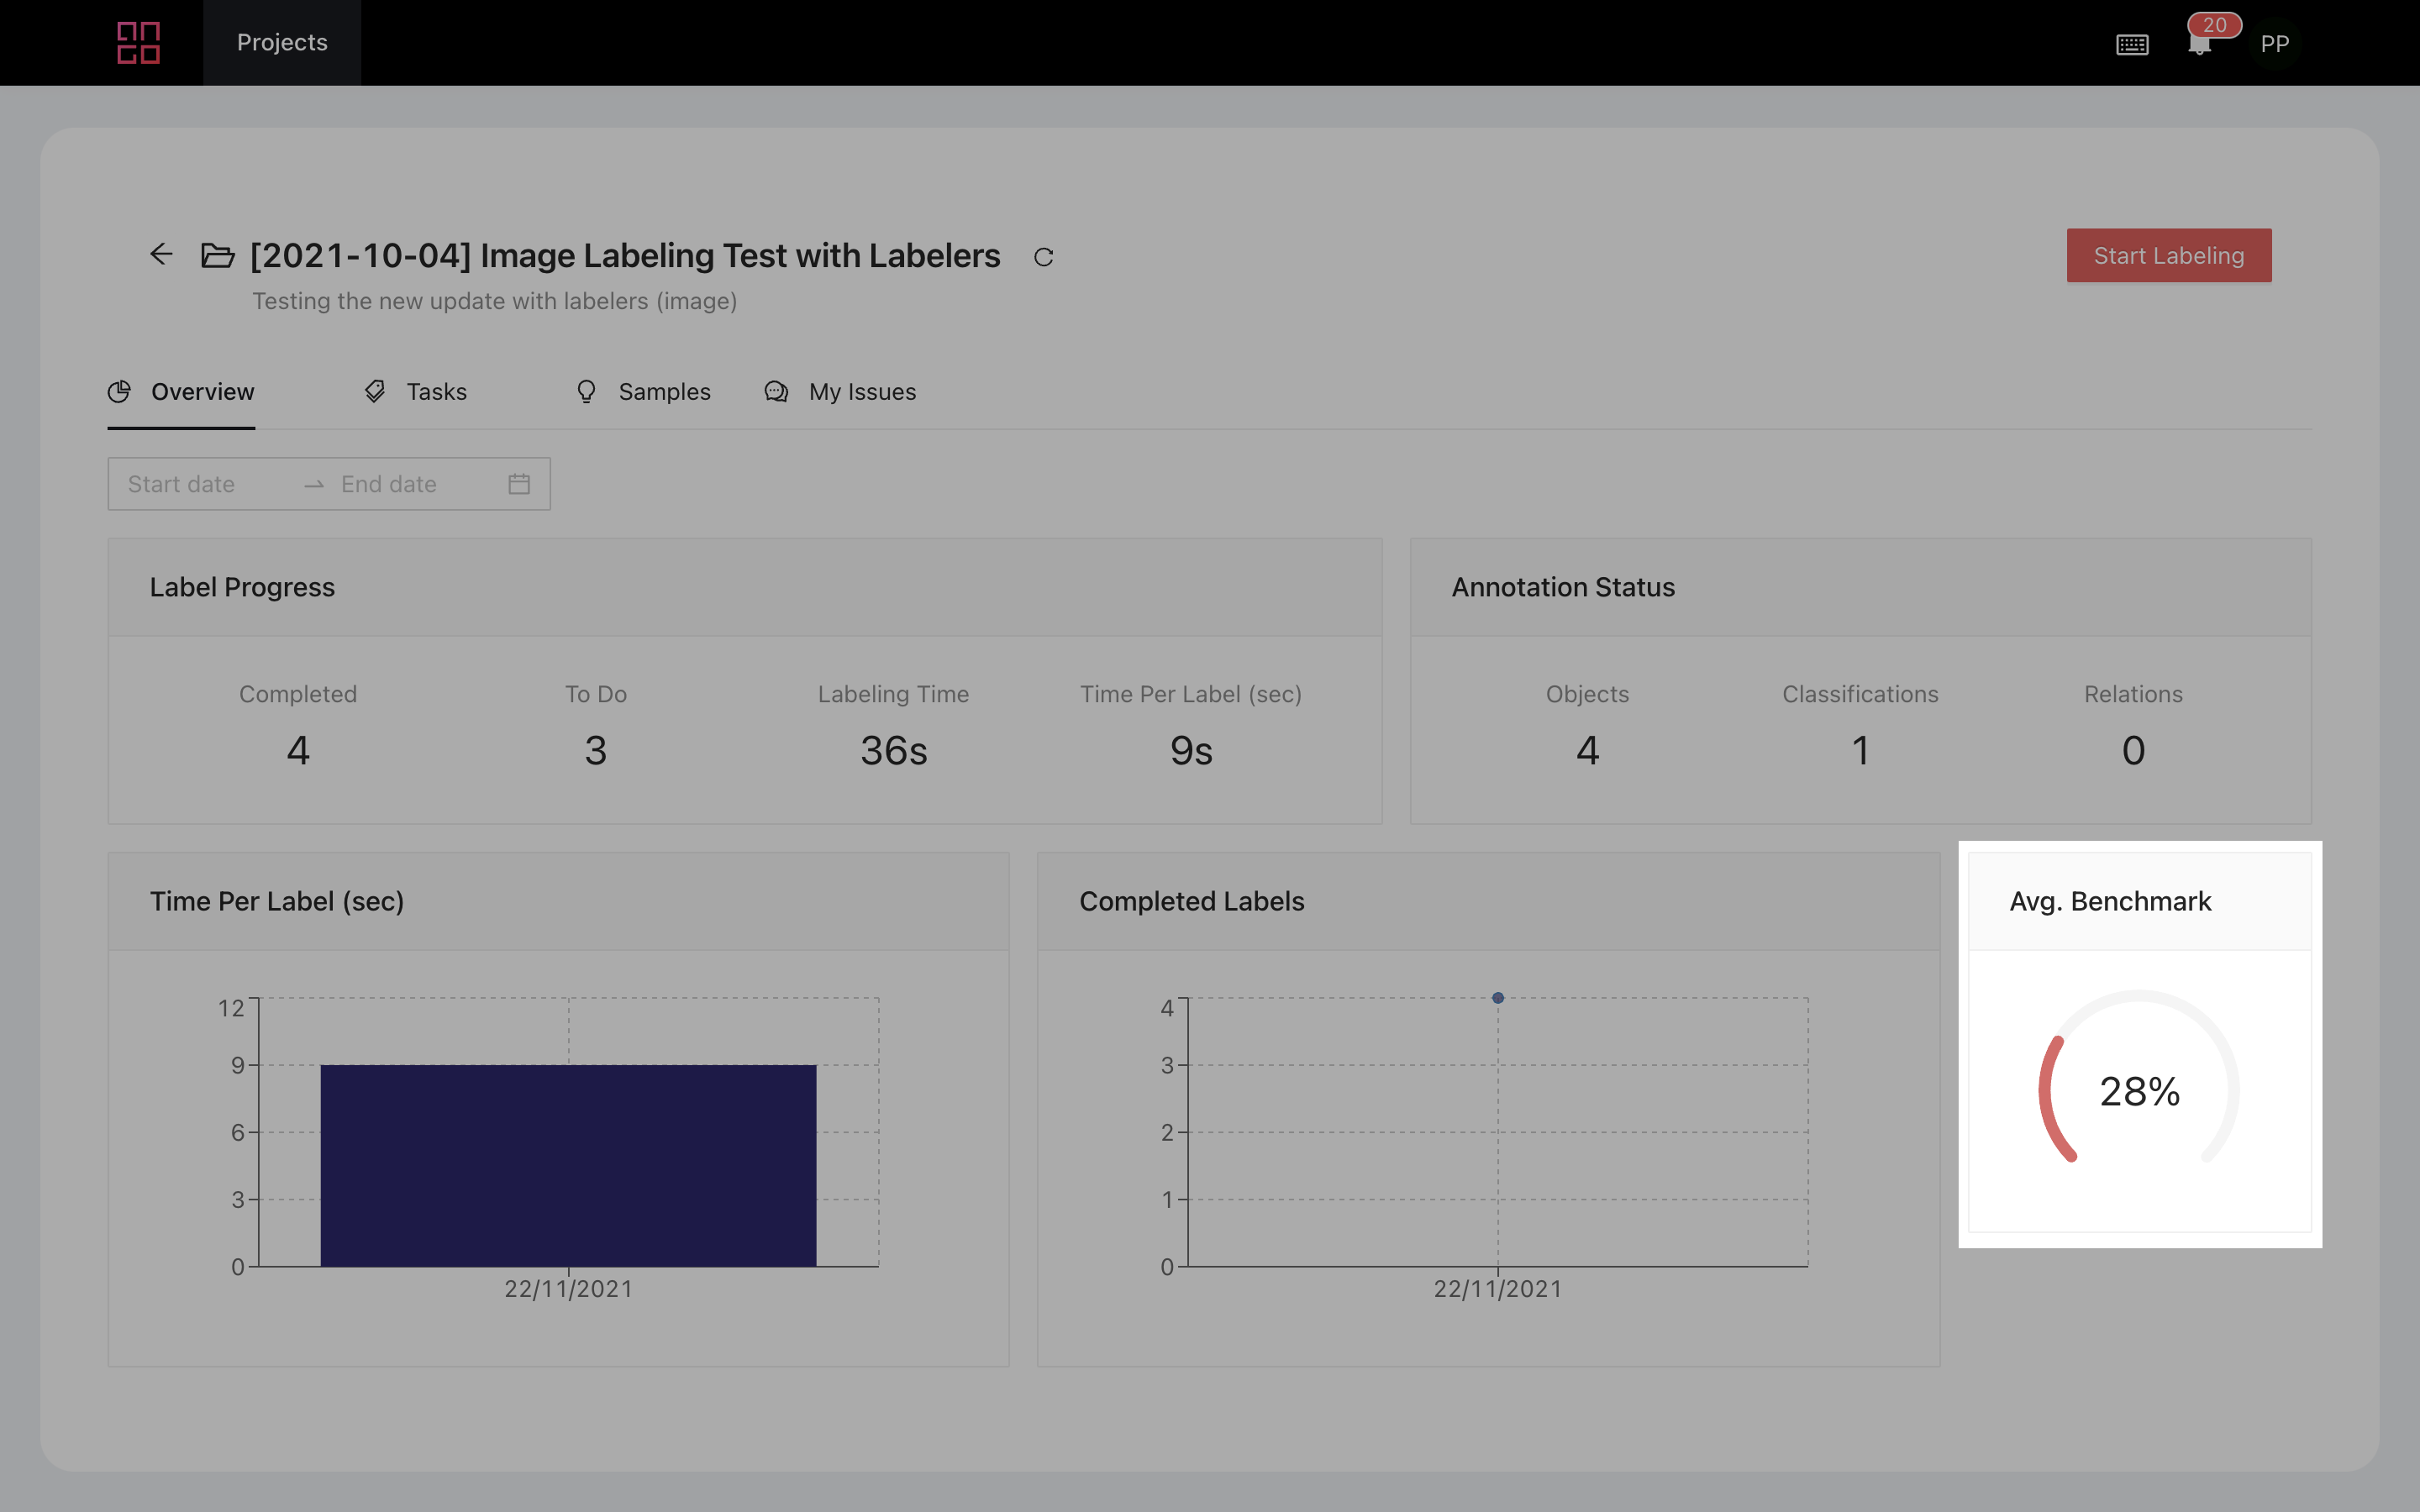 Projects
20
PP
[2021-10-04] Image Labeling Test with Labelers
Start Labeling
Testing the new update with labelers (image)
Overview
Tasks
Samples
My Issues
Start date
End date
Label Progress
Completed
To Do
Labeling Time
Time Per Label (sec)
4
3
36s
9s
Annotation Status
Objects
Classifications
Relations
4
1
0
Time Per Label (sec)
12
9
6
3
0
22/11/2021
Completed Labels
4
3
2
1
0
22/11/2021
Avg. Benchmark
28%